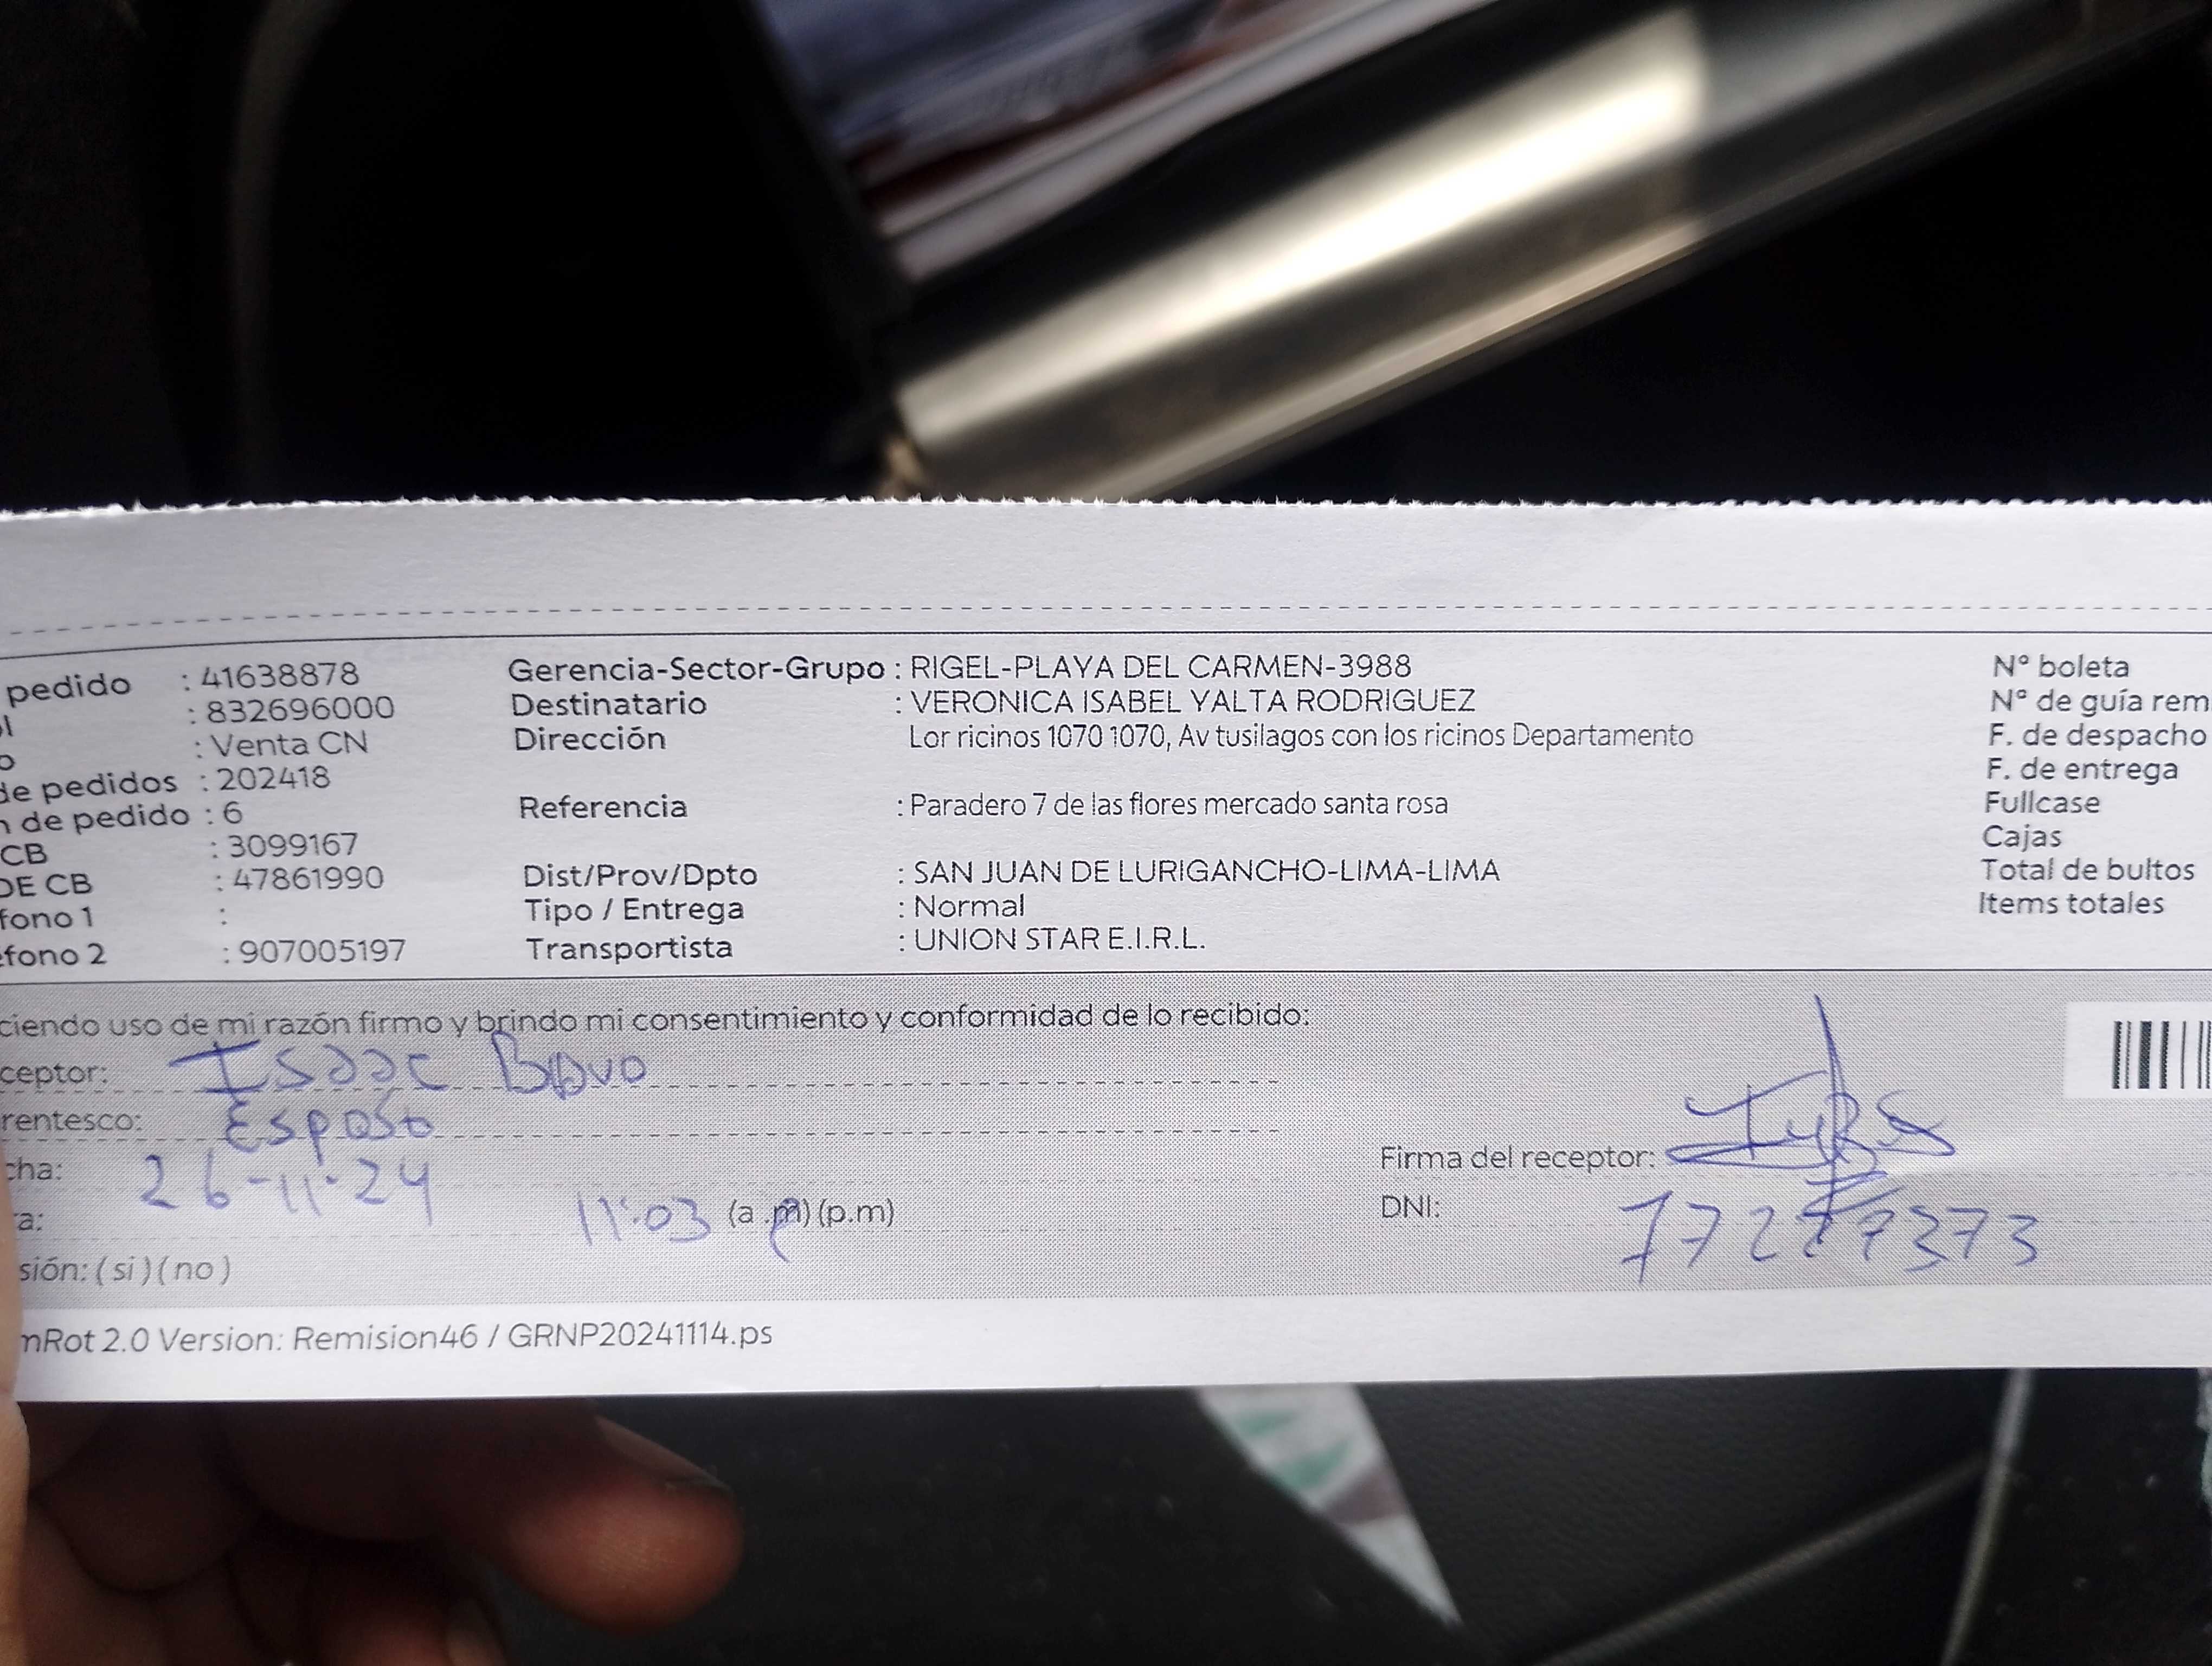 pedido : 41638878 Gerencia-Sector-Grupo : RIGEL-PLAYA DEL CARMEN-3988 N° boleta
ol : 832696000 Destinatario : VERONICA ISABEL YALTA RODRIGUEZ N° de guía rem
o : Venta CN Dirección Lor ricinos 1070 1070, Av tusilagos con los ricinos Departamento F. de despacho
de pedidos : 202418 F. de entrega
n de pedido : 6 Referencia : Paradero 7 de las flores mercado santa rosa Fullcase
CB : 3099167 Cajas
DE CB : 47861990 Dist/Prov/Dpto : SAN JUAN DE LURIGANCHO-LIMA-LIMA Total de bultos
fono 1 : Tipo / Entrega : Normal Items totales
éfono 2 : 907005197 Transportista : UNION STAR E.I.R.L.
ciendo uso de mi razón firmo y brindo mi consentimiento y conformidad de lo recibido:
ceptor: Isaac Bravo
rentesco: Esposo
cha: 26-11-24 Firma del receptor:
a: 11:03 (a.m) (p.m) DNI: 77277373
sión: ( si ) ( no )
mRot 2.0 Version: Remision46 / GRNP20241114.ps